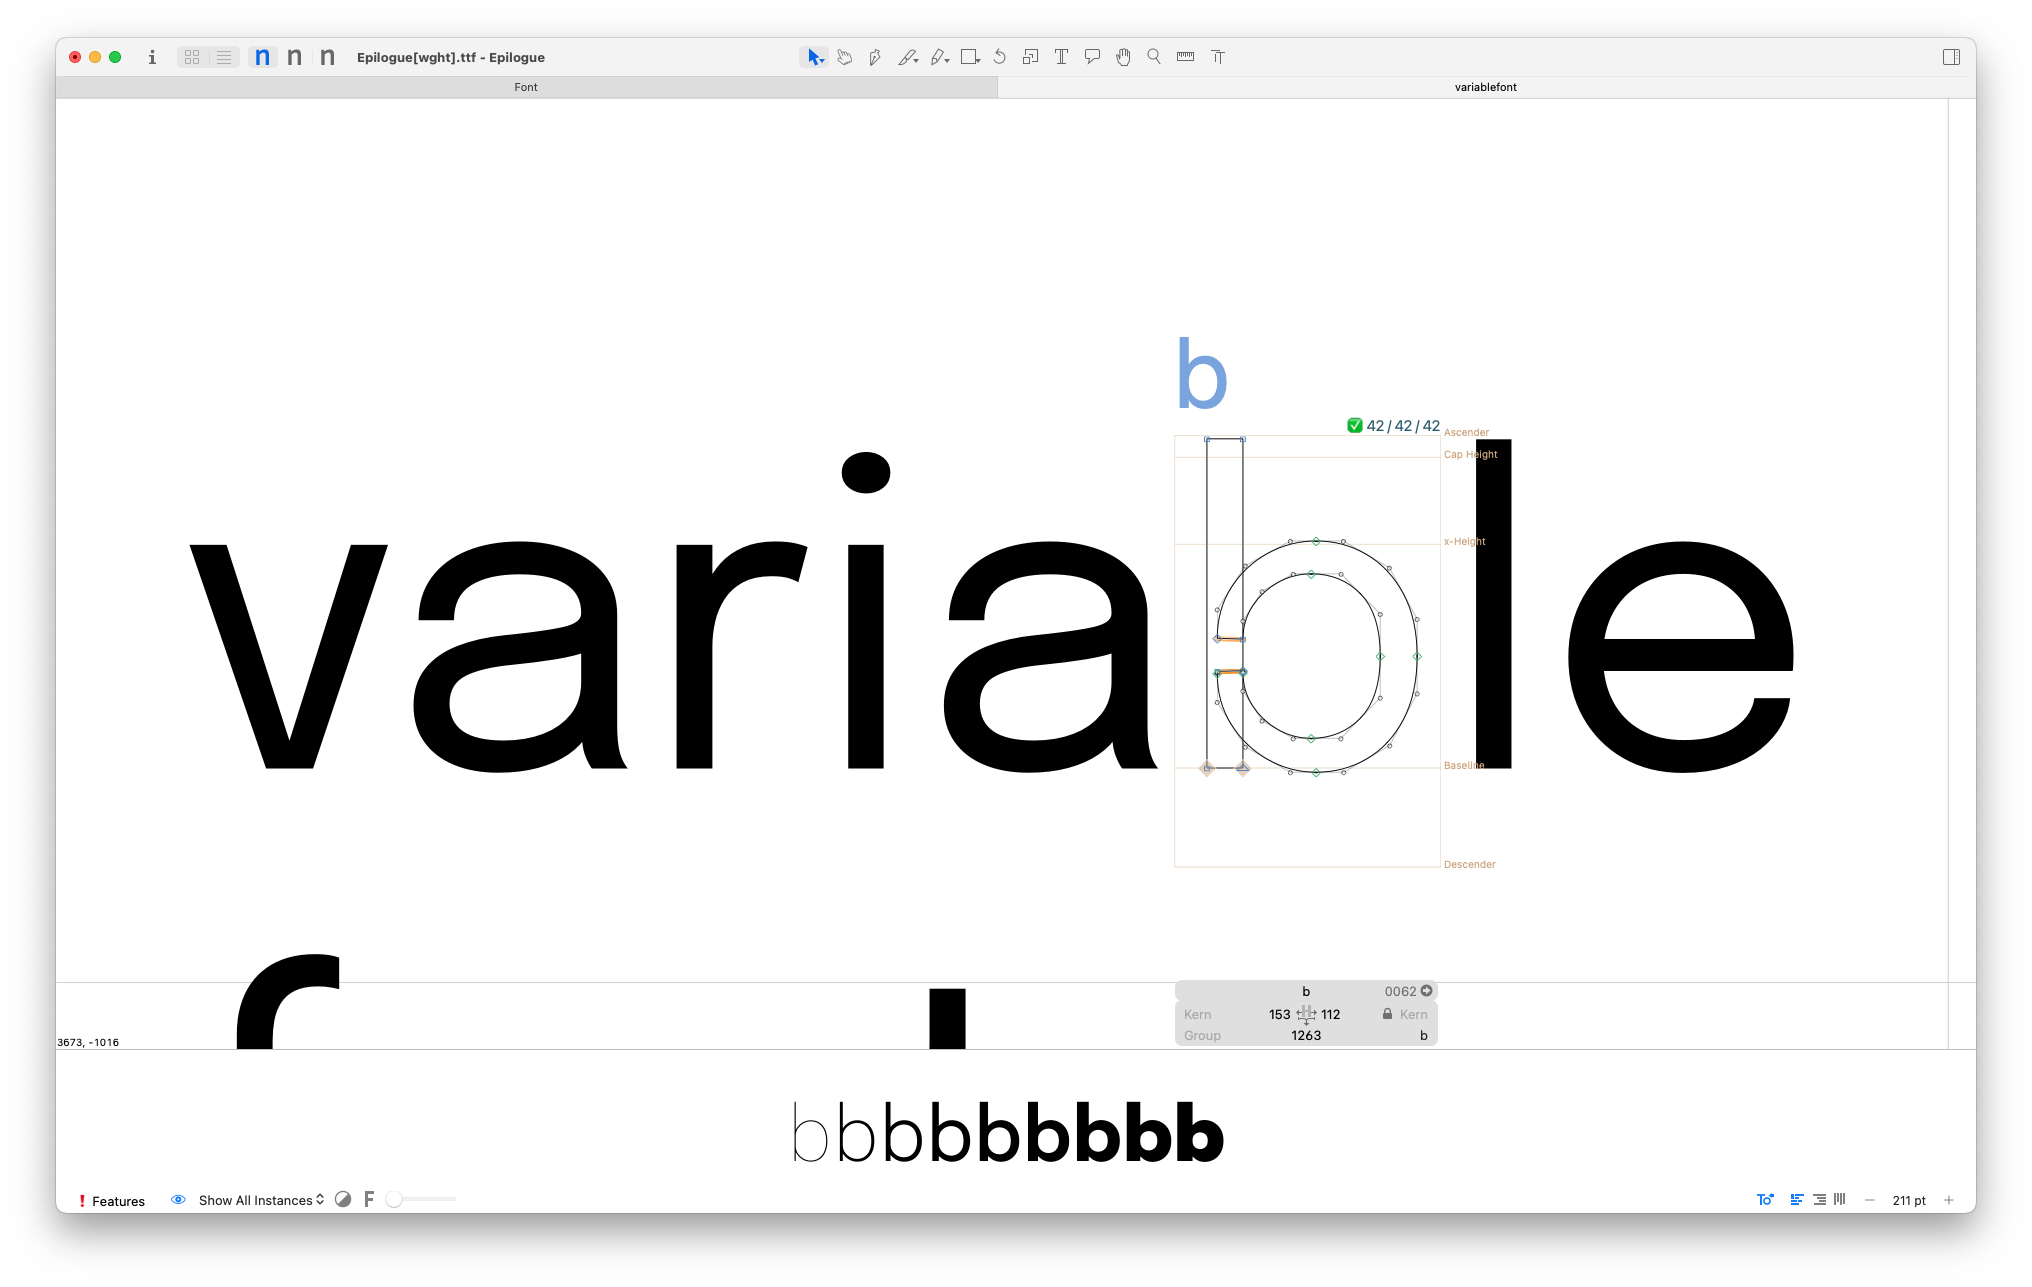 n n n Epilogue[wght].ttf - Epilogue
Font variablefont
b
42 / 42 / 42
Ascender
Cap Height
x-Height
variable
Baseline
Descender
b 0062
Kern 153 112 Kern
Group 1263 b
3673, -1016
bbbbbbbbb
Features Show All Instances F 211 pt